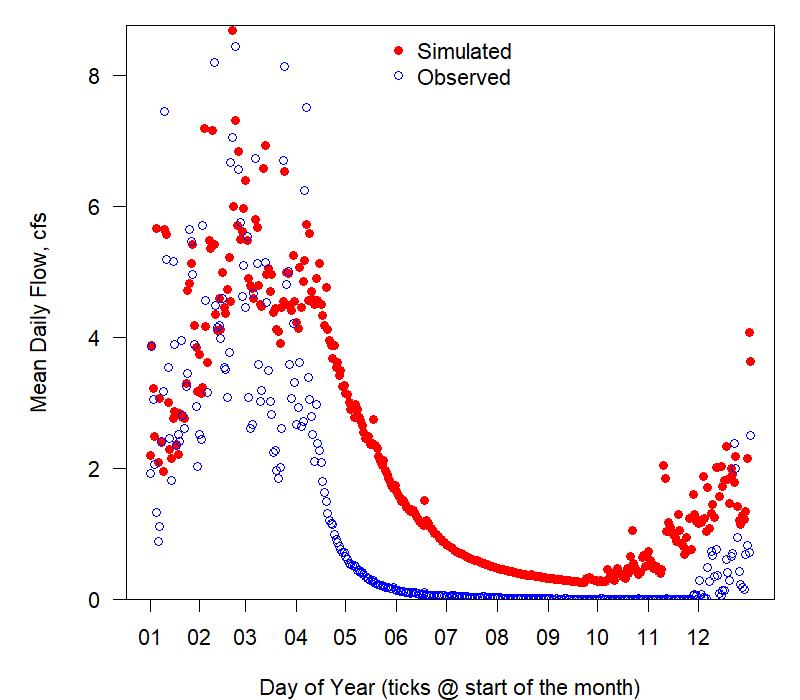 Simulated
Observed
Mean Daily Flow, cfs
8
6
4
2
0
01 02 03 04 05 06 07 08 09 10 11 12
Day of Year (ticks @ start of the month)